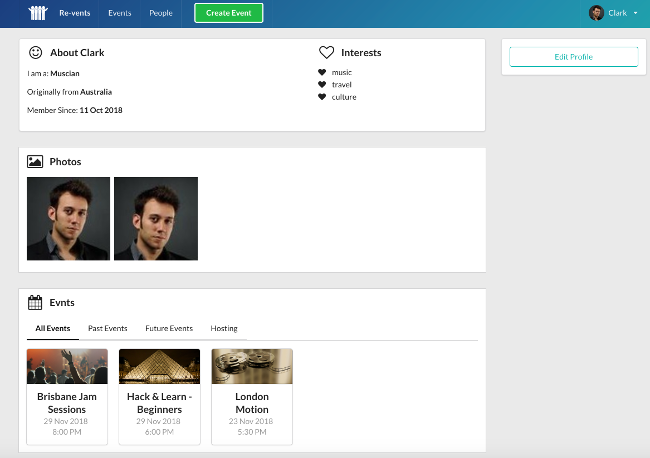 Re-vents Events People Create Event Clark
About Clark
I am a: Muscian
Originally from Australia
Member Since: 11 Oct 2018
Interests
music
travel
culture
Edit Profile
Photos
Evnts
All Events Past Events Future Events Hosting
Brisbane Jam
Sessions
29 Nov 2018
8:00 PM
Hack & Learn -
Beginners
29 Nov 2018
6:00 PM
London
Motion
23 Nov 2018
5:30 PM